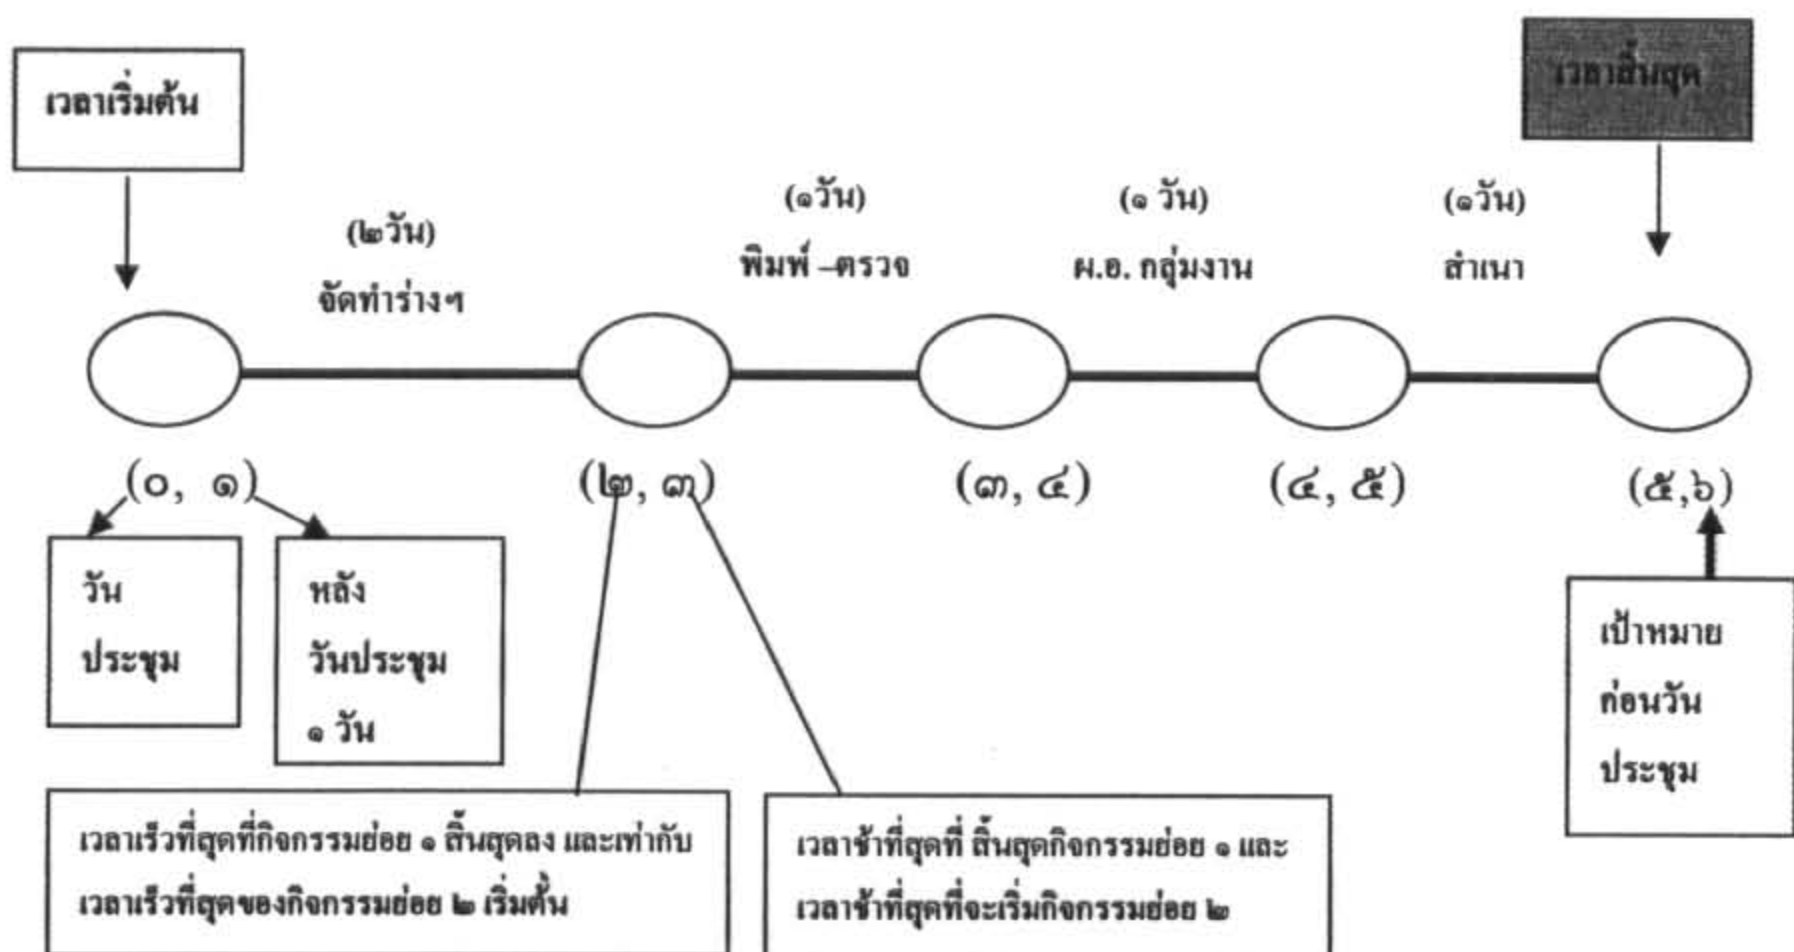 เวลาเริ่มต้น
เวลาสิ้นสุด
(๒วัน)
จัดทำร่างฯ
(๑วัน)
พิมพ์ –ตรวจ
(๑ วัน)
ผ.อ. กลุ่มงาน
(๑วัน)
สำเนา
(๐, ๑)
(๒, ๓)
(๓, ๔)
(๔, ๕)
(๕,๖)
วัน
ประชุม
หลัง
วันประชุม
๑ วัน
เป้าหมาย
ก่อนวัน
ประชุม
เวลาเร็วที่สุดที่กิจกรรมย่อย ๑ สิ้นสุดลง และเท่ากับ
เวลาเร็วที่สุดของกิจกรรมย่อย ๒ เริ่มต้น
เวลาช้าที่สุดที่ สิ้นสุดกิจกรรมย่อย ๑ และ
เวลาช้าที่สุดที่จะเริ่มกิจกรรมย่อย ๒